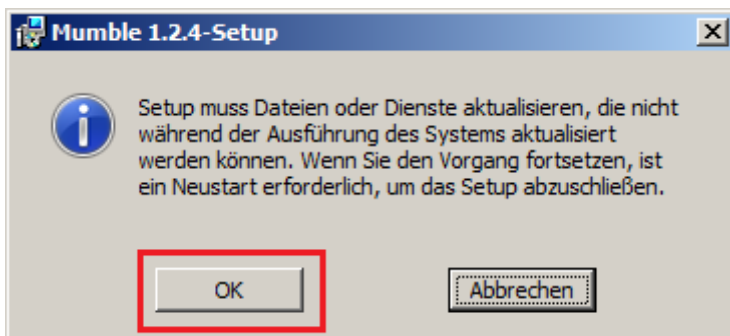 Mumble 1.2.4-Setup
Setup muss Dateien oder Dienste aktualisieren, die nicht
während der Ausführung des Systems aktualisiert
werden können. Wenn Sie den Vorgang fortsetzen, ist
ein Neustart erforderlich, um das Setup abzuschließen.
OK Abbrechen